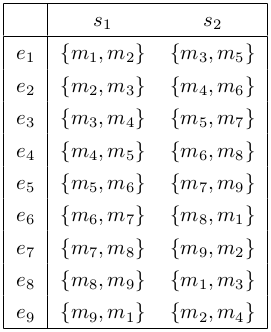 s₁ s₂
e₁ {m₁, m₂} {m₃, m₅}
e₂ {m₂, m₃} {m₄, m₆}
e₃ {m₃, m₄} {m₅, m₇}
e₄ {m₄, m₅} {m₆, m₈}
e₅ {m₅, m₆} {m₇, m₉}
e₆ {m₆, m₇} {m₈, m₁}
e₇ {m₇, m₈} {m₉, m₂}
e₈ {m₈, m₉} {m₁, m₃}
e₉ {m₉, m₁} {m₂, m₄}